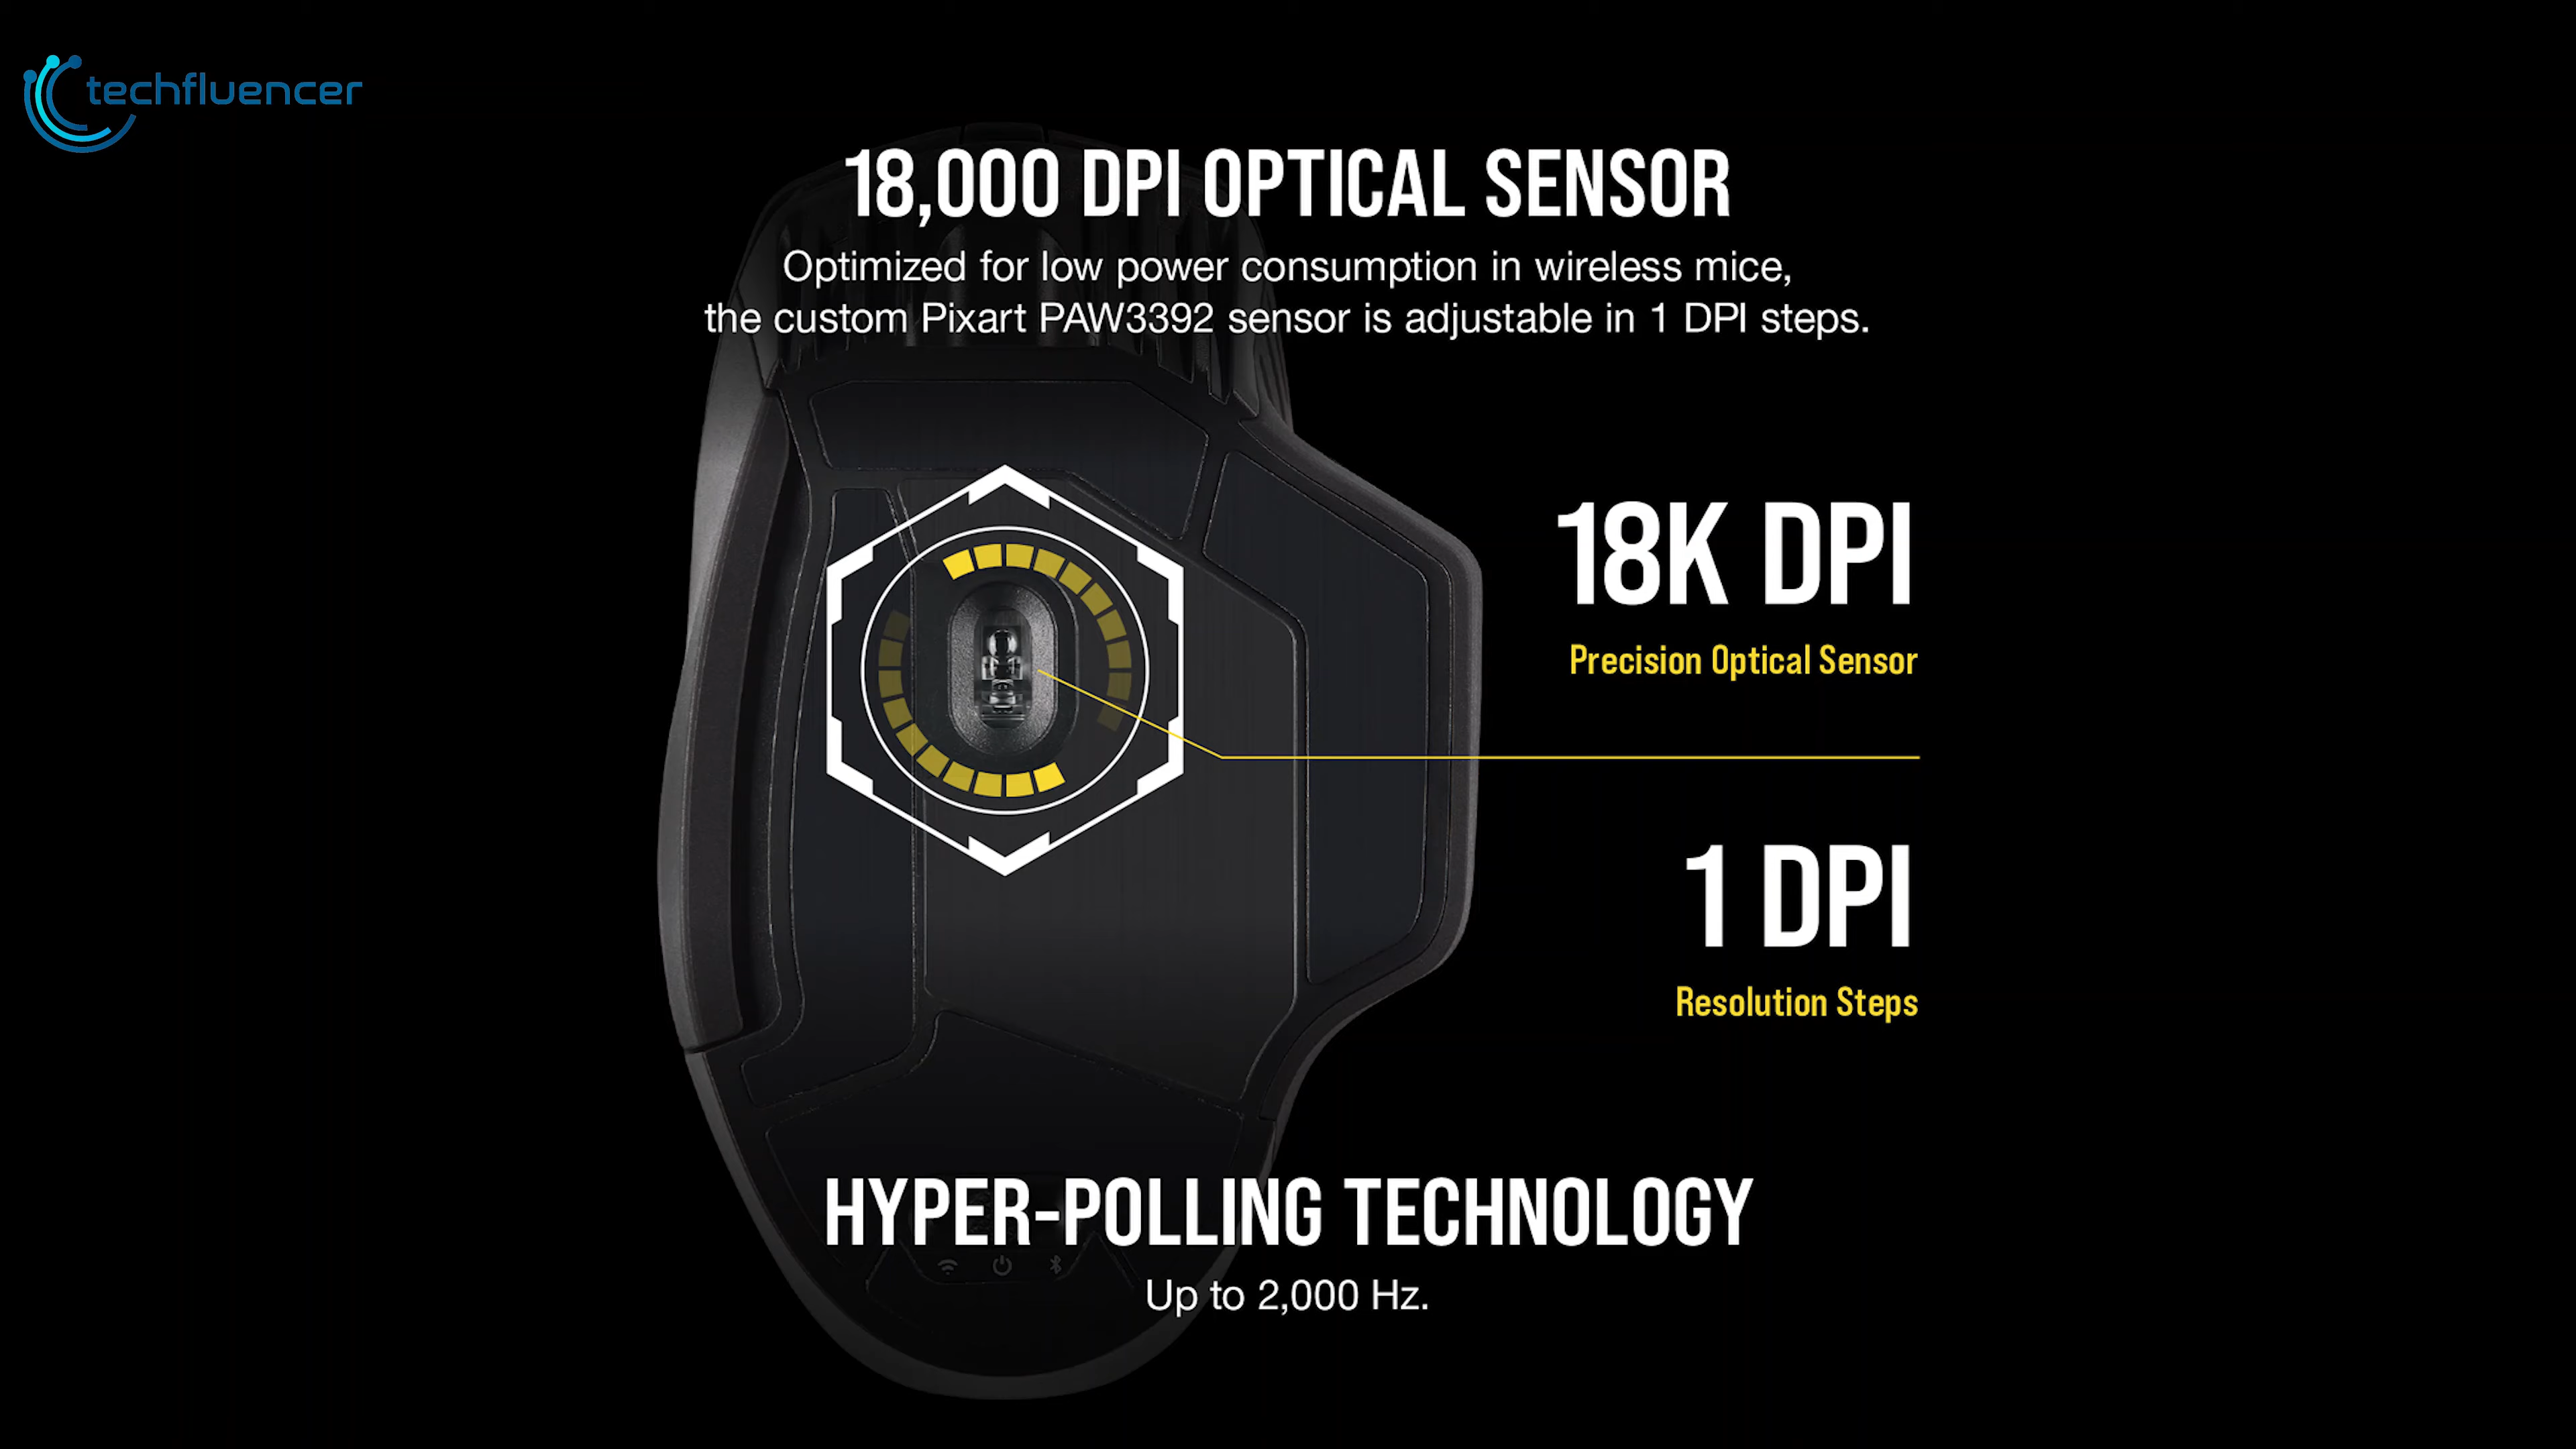 techfluencer
18,000 DPI OPTICAL SENSOR
Optimized for low power consumption in wireless mice,
the custom Pixart PAW3392 sensor is adjustable in 1 DPI steps.
18K DPI
Precision Optical Sensor
1 DPI
Resolution Steps
HYPER-POLLING TECHNOLOGY
Up to 2,000 Hz.